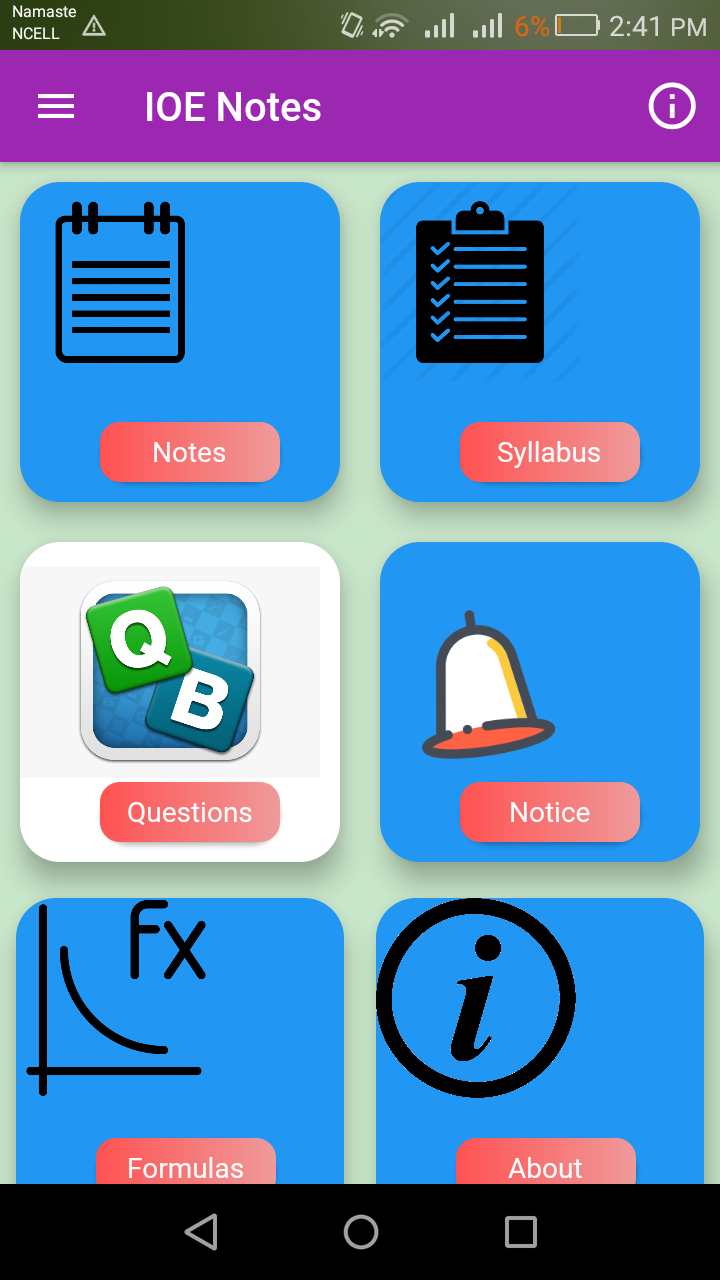 Namaste
NCELL
6%
2:41 PM
IOE Notes
Notes
Syllabus
Q
B
Questions
Notice
Fx
i
Formulas
About